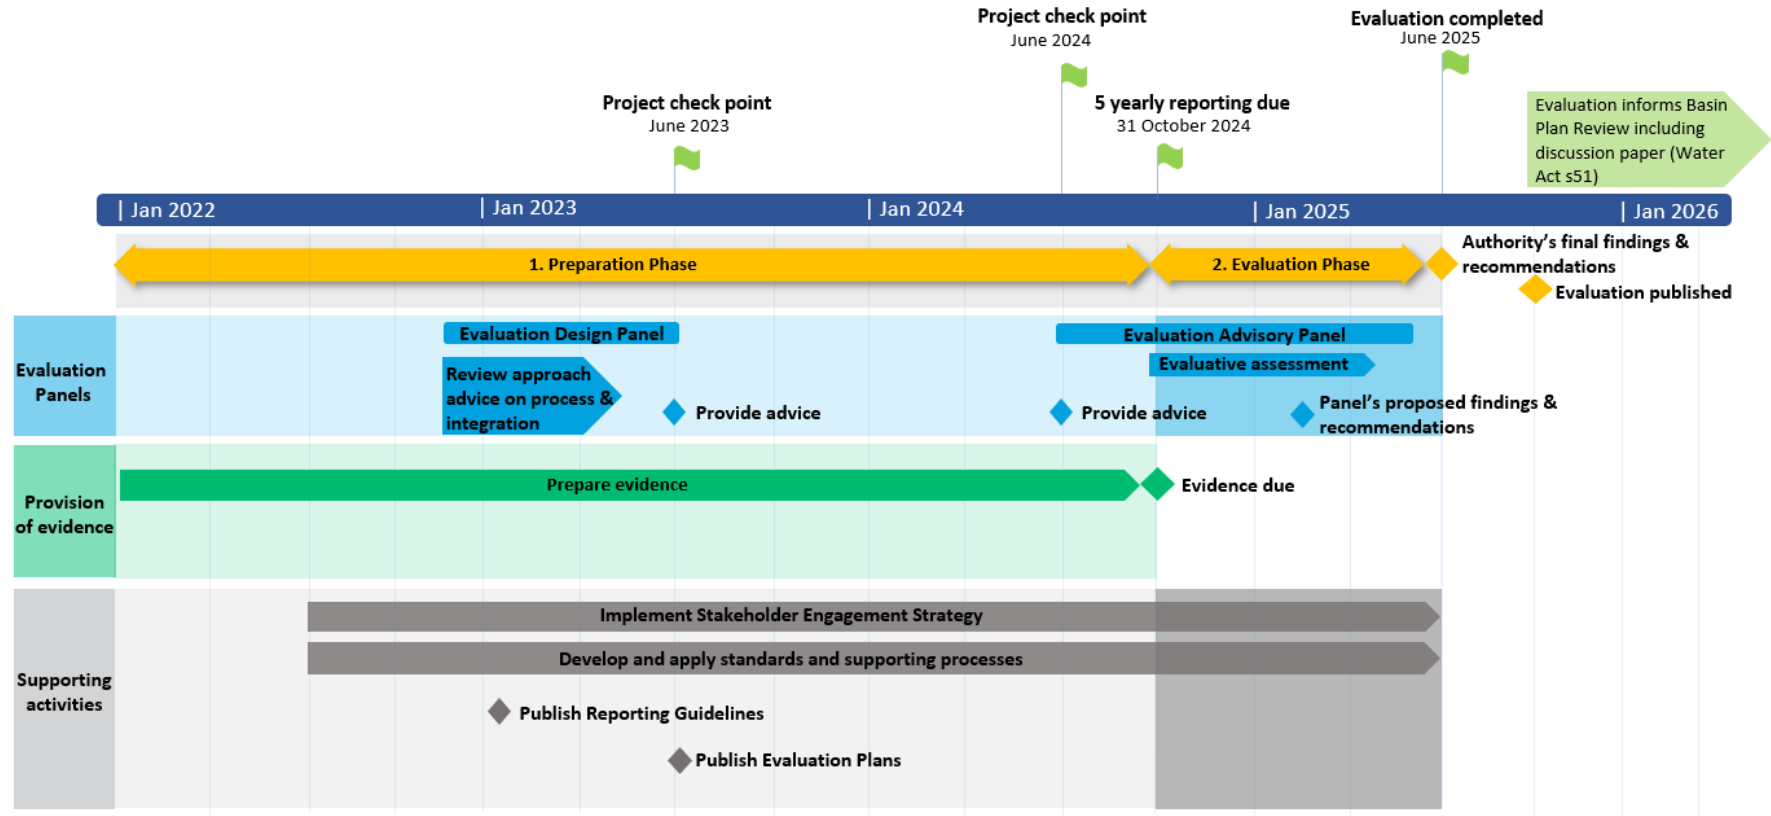 Project check point
June 2024
Evaluation completed
June 2025
Project check point
June 2023
5 yearly reporting due
31 October 2024
Evaluation informs Basin
Plan Review including
discussion paper (Water
Act s51)
| Jan 2022
| Jan 2023
| Jan 2024
| Jan 2025
| Jan 2026
1. Preparation Phase
2. Evaluation Phase
Authority’s final findings &
recommendations
Evaluation published
Evaluation
Panels
Evaluation Design Panel
Review approach
advice on process &
integration
Provide advice
Evaluation Advisory Panel
Evaluative assessment
Provide advice
Panel’s proposed findings &
recommendations
Provision
of evidence
Prepare evidence
Evidence due
Supporting
activities
Implement Stakeholder Engagement Strategy
Develop and apply standards and supporting processes
Publish Reporting Guidelines
Publish Evaluation Plans